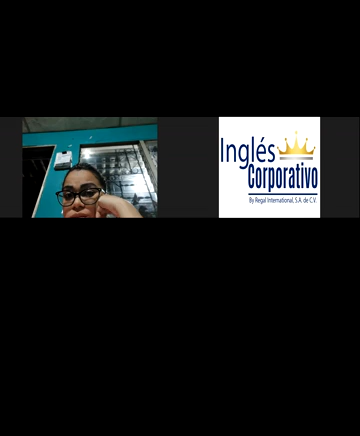 Inglés
Corporativo
By Regal International, S.A. de C.V.